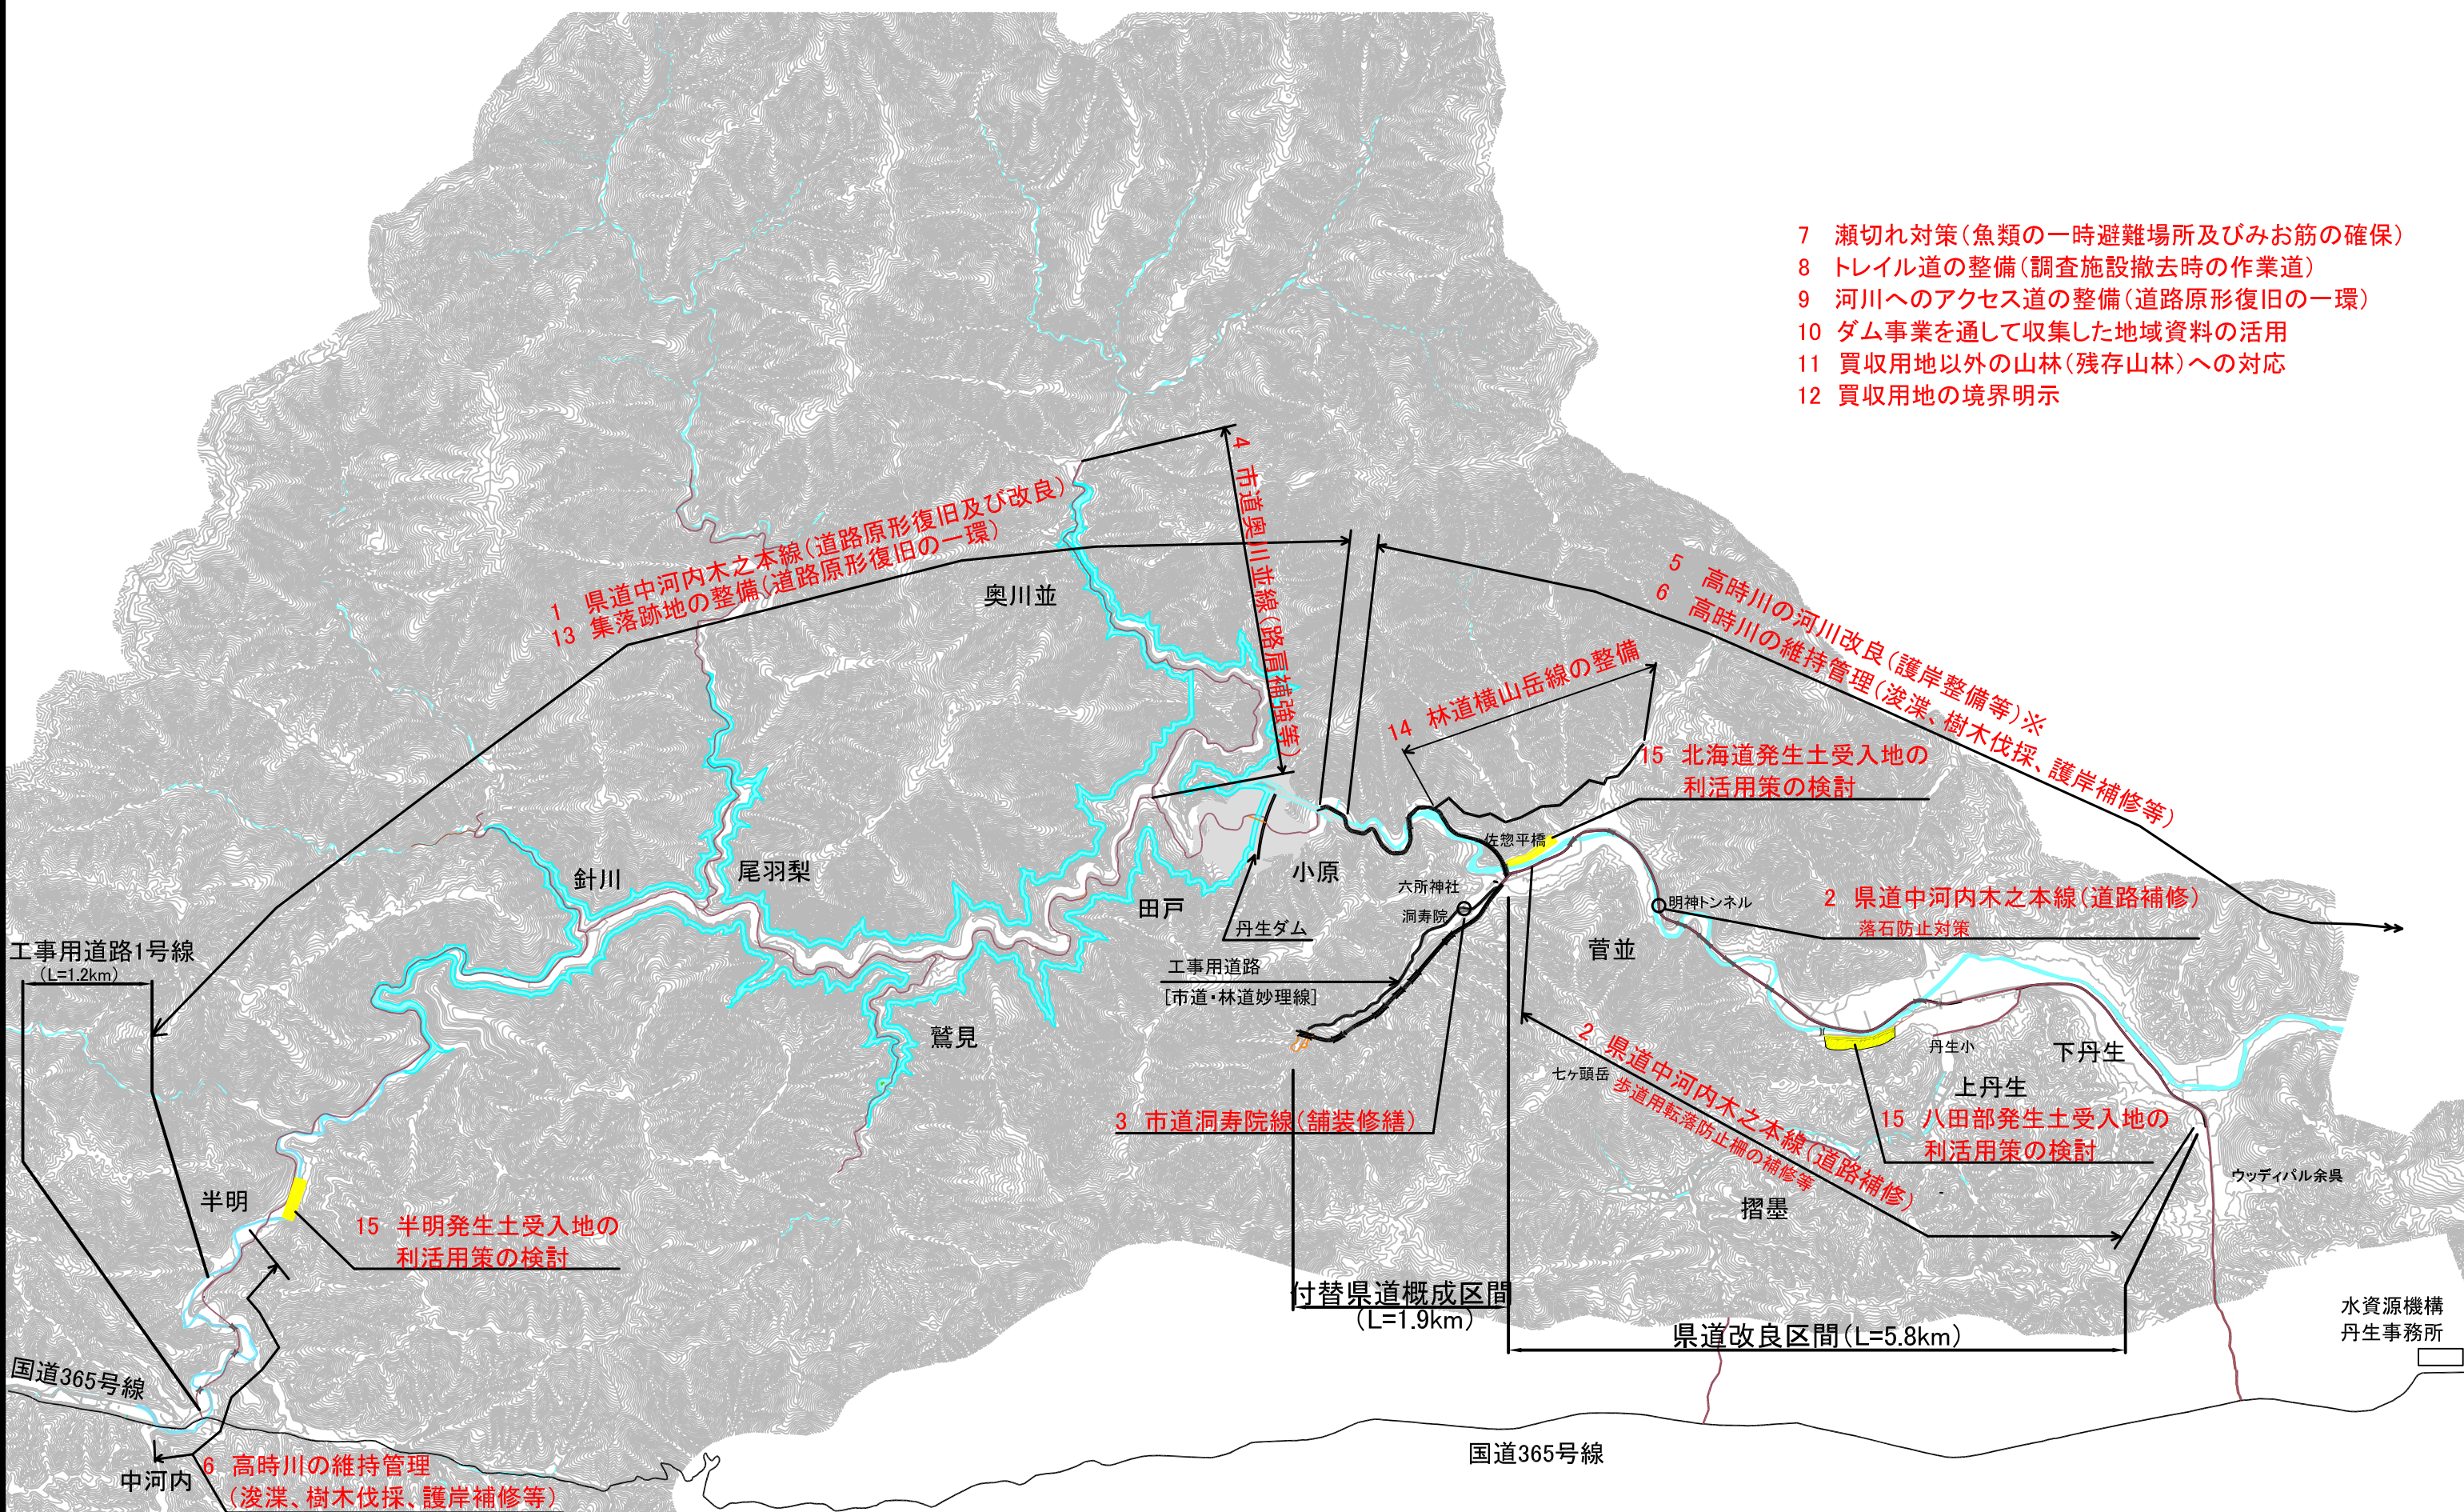 7 瀬切れ対策(魚類の一時避難場所及びみお筋の確保)
8 トレイル道の整備(調査施設撤去時の作業道)
9 河川へのアクセス道の整備(道路原形復旧の一環)
10 ダム事業を通して収集した地域資料の活用
11 買収用地以外の山林(残存山林)への対応
12 買収用地の境界明示
1 県道中河内木之本線(道路原形復旧及び改良)
13 集落跡地の整備(道路原形復旧の一環)
4 市道奥川並線(路肩補強等)
5 高時川の河川改良(護岸整備等)※
6 高時川の維持管理(浚渫、樹木伐採、護岸補修等)
奥川並
14 林道横山岳線の整備
15 北海道発生土受入地の
利活用策の検討
佐惣平橋
針川
尾羽梨
田戸
小原
六所神社
洞寿院
丹生ダム
明神トンネル
2 県道中河内木之本線(道路補修)
落石防止対策
菅並
工事用道路1号線
(L=1.2km)
工事用道路
[市道・林道妙理線]
鷲見
丹生小
下丹生
上丹生
七ヶ頭岳
2 県道中河内木之本線(道路補修)
歩道用転落防止柵の補修等
3 市道洞寿院線(舗装修繕)
15 八田部発生土受入地の
利活用策の検討
ウッディパル余呉
摺墨
半明
15 半明発生土受入地の
利活用策の検討
付替県道概成区間
(L=1.9km)
県道改良区間(L=5.8km)
水資源機構
丹生事務所
国道365号線
国道365号線
中河内
6 高時川の維持管理
(浚渫、樹木伐採、護岸補修等)